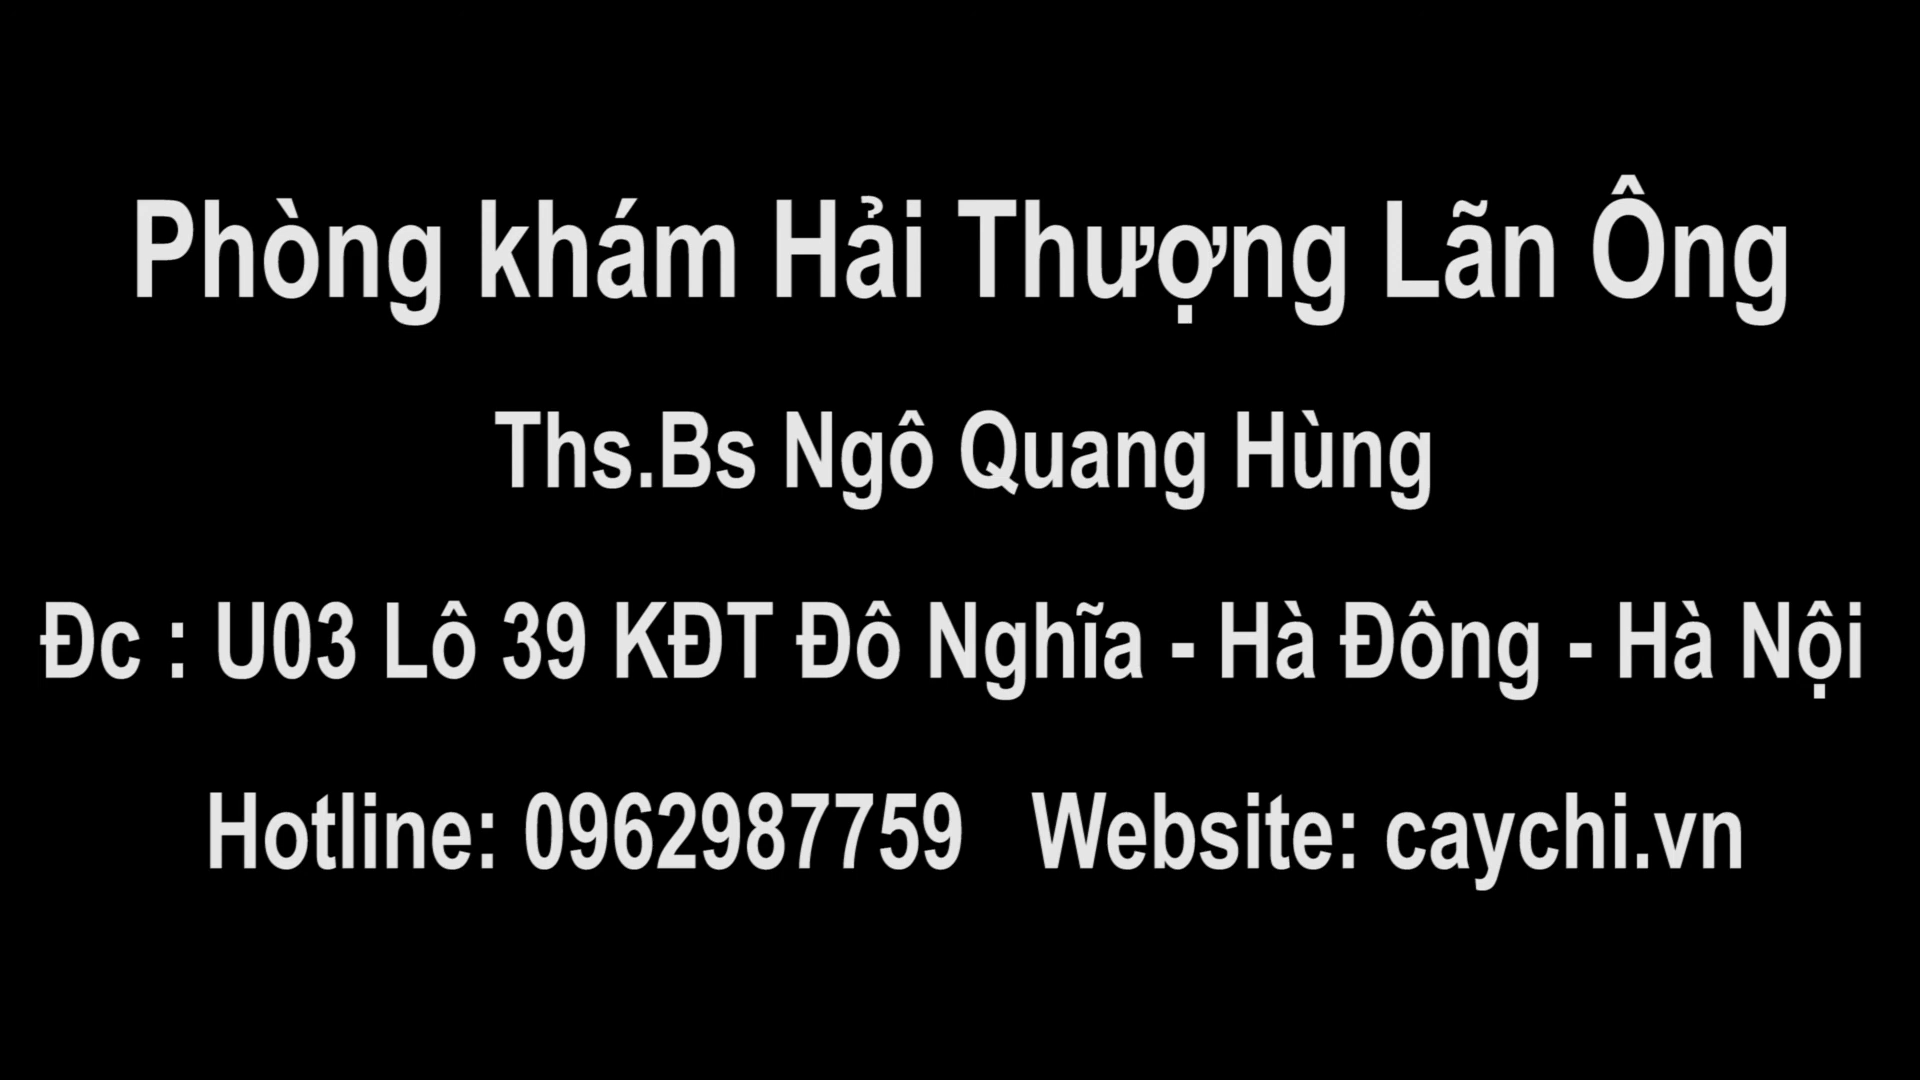 Phòng khám Hải Thượng Lãn Ông
Ths.Bs Ngô Quang Hùng
Đc : U03 Lô 39 KĐT Đô Nghĩa - Hà Đông - Hà Nội
Hotline: 0962987759 Website: caychi.vn